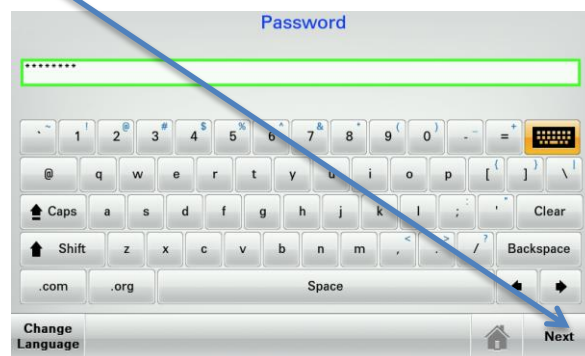 Password
********
` ~ 1 ! 2 @ 3 # 4 $ 5 % 6 ^ 7 & 8 * 9 ( 0 ) - _ = +
@ q w e r t y u i o p [ { ] } \ |
Caps a s d f g h j k l ; : ' " Clear
Shift z x c v b n m , < . > / ? Backspace
.com .org Space
Change
Language
Next